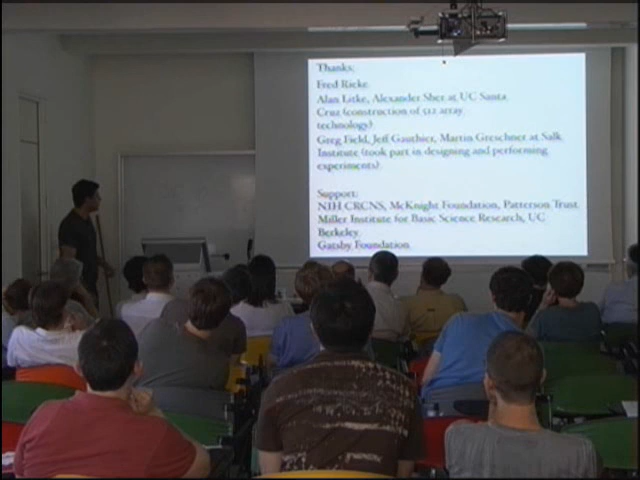 Thanks:
Fred Rieke
Alan Litke, Alexander Sher at UC Santa
Cruz (construction of 512 array
technology)
Greg Field, Jeff Gauthier, Martin Greschner at Salk
Institute (took part in designing and performing
experiments)
Support:
NIH CRCNS, McKnight Foundation, Patterson Trust
Miller Institute for Basic Science Research, UC
Berkeley
Gatsby Foundation